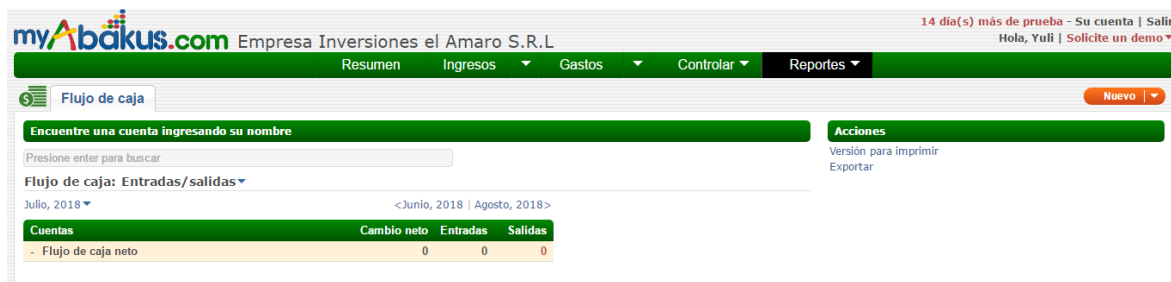 14 día(s) más de prueba - Su cuenta | Salir
myAbakus.com Empresa Inversiones el Amaro S.R.L
Hola, Yuli | Solicite un demo
Resumen Ingresos Gastos Controlar Reportes
Flujo de caja
Nuevo
Encuentre una cuenta ingresando su nombre
Presione enter para buscar
Flujo de caja: Entradas/salidas
Julio, 2018 <Junio, 2018 | Agosto, 2018>
Cuentas Cambio neto Entradas Salidas
- Flujo de caja neto 0 0 0
Acciones
Versión para imprimir
Exportar